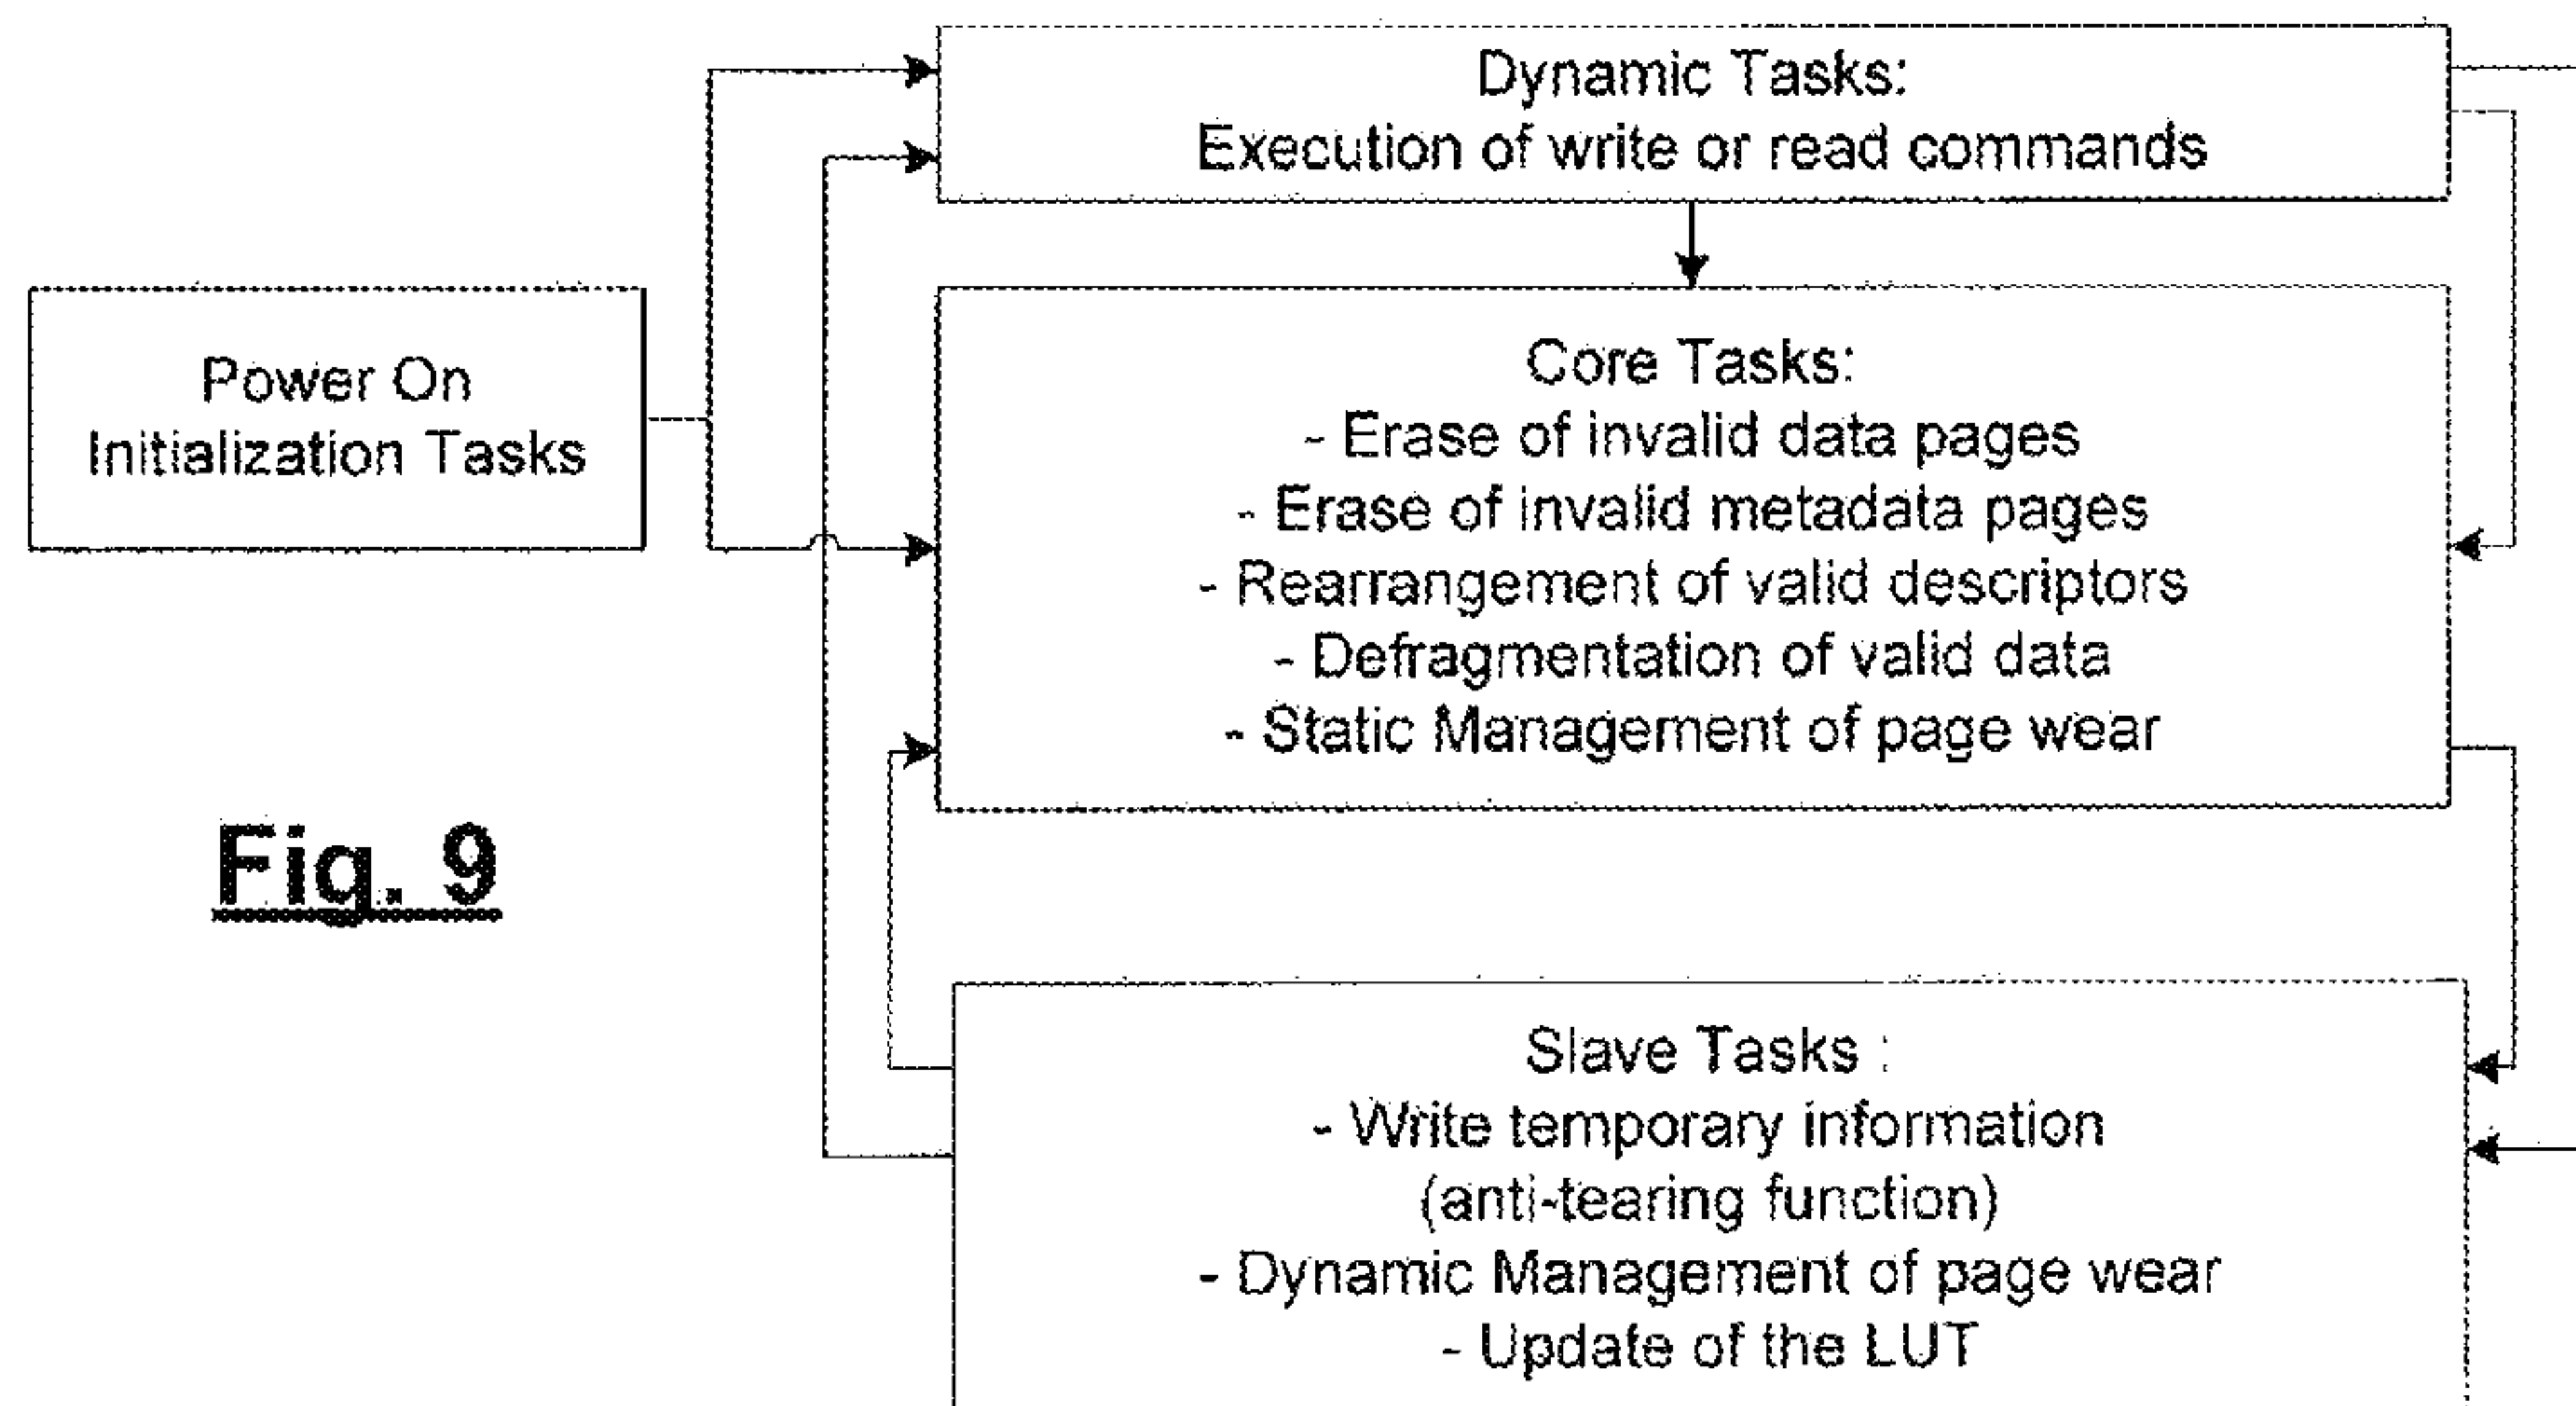 Dynamic Tasks:
Execution of write or read commands
Power On
Initialization Tasks
Core Tasks:
- Erase of invalid data pages
- Erase of invalid metadata pages
- Rearrangement of valid descriptors
- Defragmentation of valid data
- Static Management of page wear
Fig. 9
Slave Tasks :
- Write temporary information
(anti-tearing function)
- Dynamic Management of page wear
- Update of the LUT